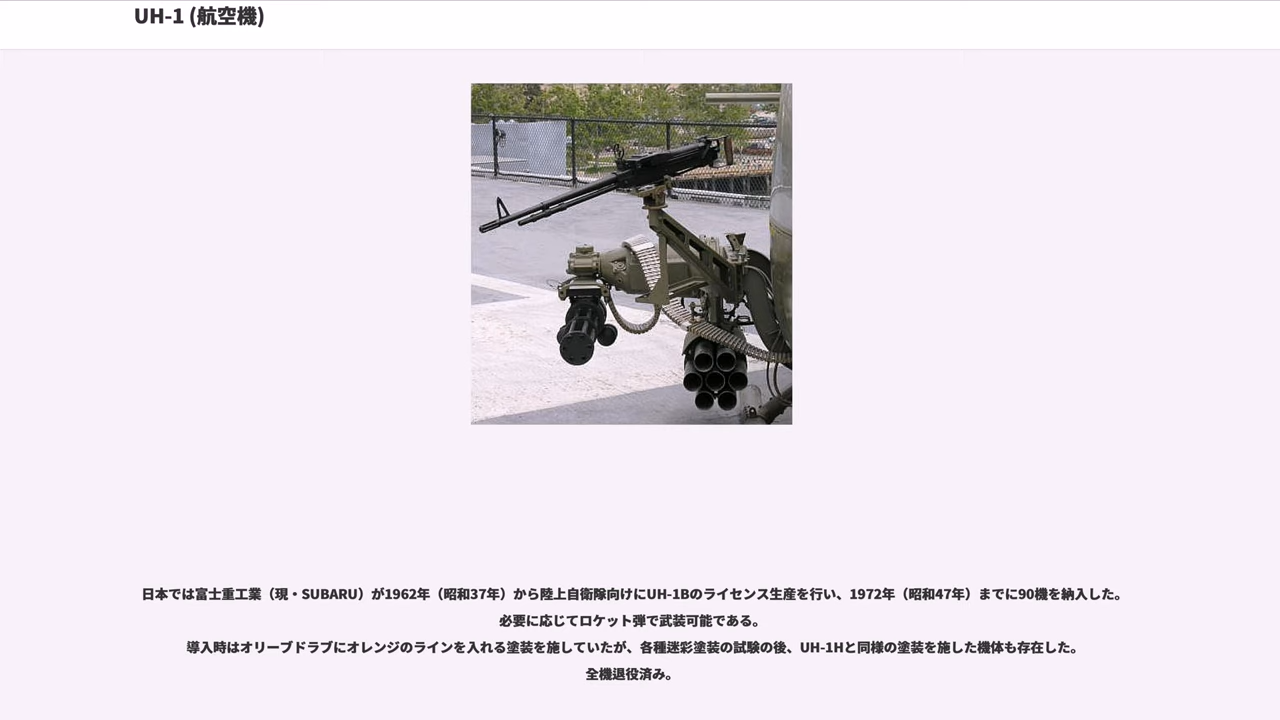 UH-1 (航空機)
日本では富士重工業（現・SUBARU）が1962年（昭和37年）から陸上自衛隊向けにUH-1Bのライセンス生産を行い、1972年（昭和47年）までに90機を納入した。
必要に応じてロケット弾で武装可能である。
導入時はオリーブドラブにオレンジのラインを入れる塗装を施していたが、各種迷彩塗装の試験の後、UH-1Hと同様の塗装を施した機体も存在した。
全機退役済み。